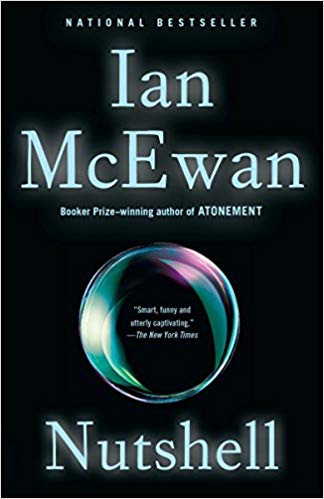 NATIONAL BESTSELLER
Ian
McEwan
Booker Prize–winning author of ATONEMENT
"Smart, funny and
utterly captivating."
—The New York Times
Nutshell